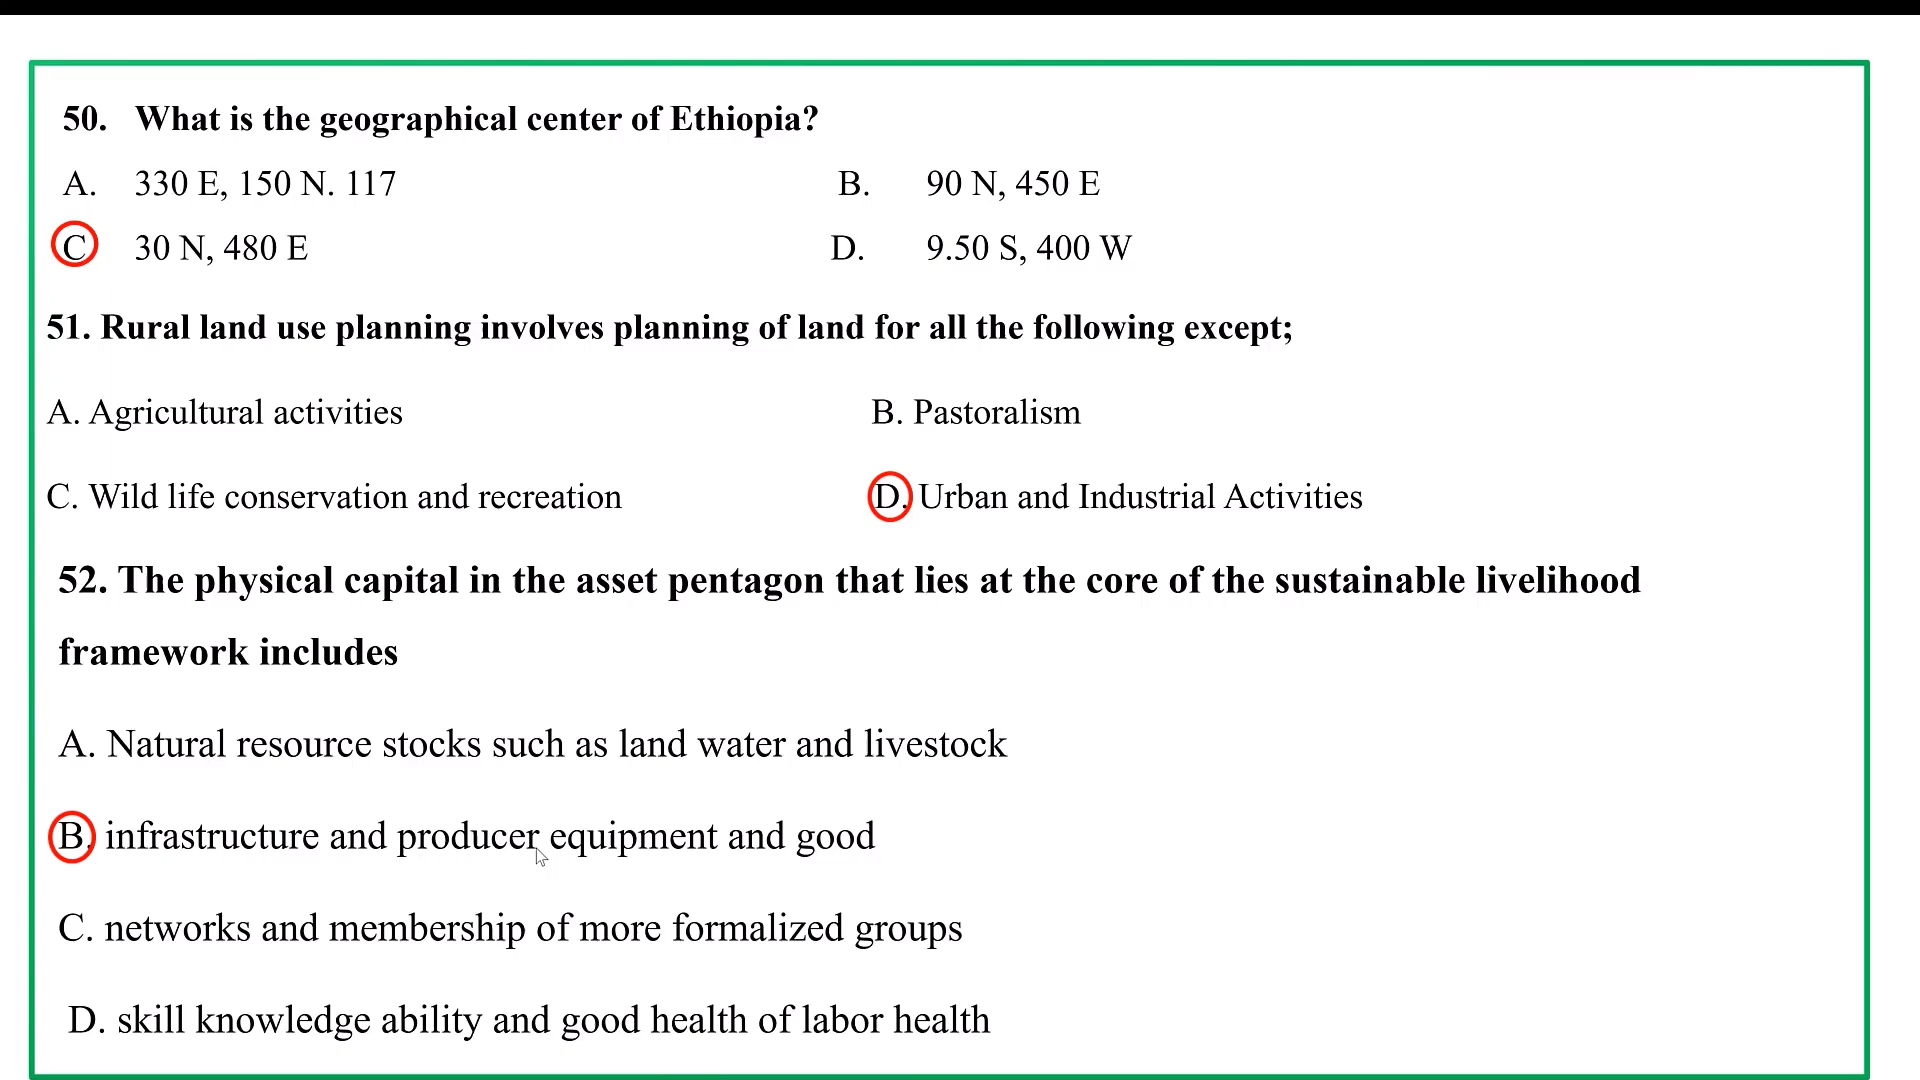 50. What is the geographical center of Ethiopia?
A. 330 E, 150 N. 117 B. 90 N, 450 E
C 30 N, 480 E D. 9.50 S, 400 W
51. Rural land use planning involves planning of land for all the following except;
A. Agricultural activities B. Pastoralism
C. Wild life conservation and recreation D. Urban and Industrial Activities
52. The physical capital in the asset pentagon that lies at the core of the sustainable livelihood
framework includes
A. Natural resource stocks such as land water and livestock
B. infrastructure and producer equipment and good
C. networks and membership of more formalized groups
D. skill knowledge ability and good health of labor health